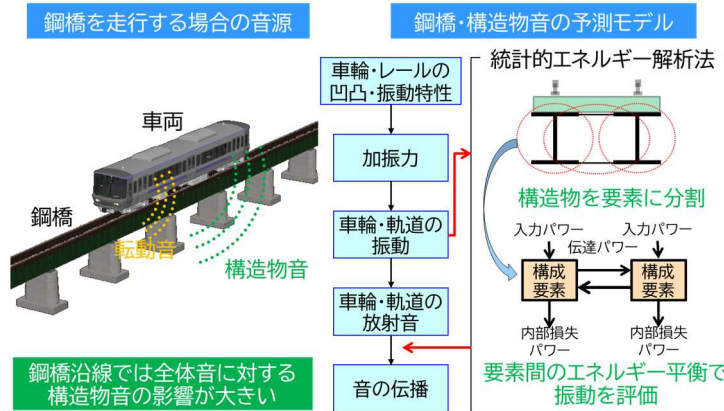 鋼橋を走行する場合の音源
車両
鋼橋
転動音
構造物音
鋼橋沿線では全体音に対する
構造物音の影響が大きい
鋼橋・構造物音の予測モデル
車輪・レールの
凹凸・振動特性
加振力
車輪・軌道の
振動
車輪・軌道の
放射音
音の伝播
統計的エネルギー解析法
構造物を要素に分割
入力パワー
入力パワー
伝達パワー
構成
要素
構成
要素
内部損失
パワー
内部損失
パワー
要素間のエネルギー平衡で
振動を評価